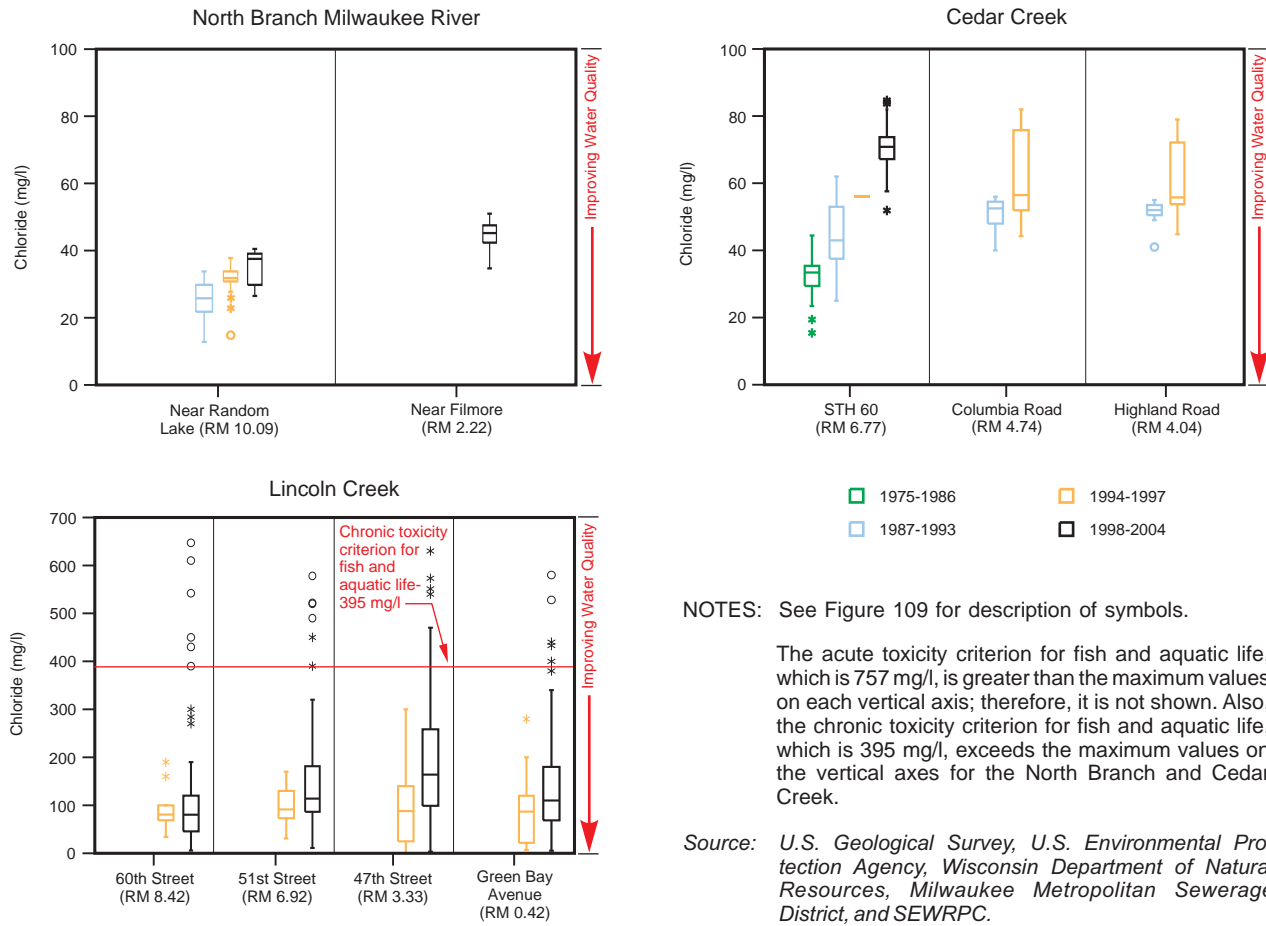 North Branch Milwaukee River
100
80
60
40
20
0
Chloride (mg/l)
Near Random
Lake (RM 10.09)
Near Filmore
(RM 2.22)
Improving Water Quality
Cedar Creek
100
80
60
40
20
0
Chloride (mg/l)
STH 60
(RM 6.77)
Columbia Road
(RM 4.74)
Highland Road
(RM 4.04)
Improving Water Quality
Lincoln Creek
700
600
500
400
300
200
100
0
Chloride (mg/l)
Chronic toxicity
criterion for
fish and
aquatic life-
395 mg/l
60th Street
(RM 8.42)
51st Street
(RM 6.92)
47th Street
(RM 3.33)
Green Bay
Avenue
(RM 0.42)
Improving Water Quality
1975-1986
1987-1993
1994-1997
1998-2004
NOTES: See Figure 109 for description of symbols.
The acute toxicity criterion for fish and aquatic life,
which is 757 mg/l, is greater than the maximum values
on each vertical axis; therefore, it is not shown. Also,
the chronic toxicity criterion for fish and aquatic life,
which is 395 mg/l, exceeds the maximum values on
the vertical axes for the North Branch and Cedar
Creek.
Source: U.S. Geological Survey, U.S. Environmental Pro-
tection Agency, Wisconsin Department of Natural
Resources, Milwaukee Metropolitan Sewerage
District, and SEWRPC.